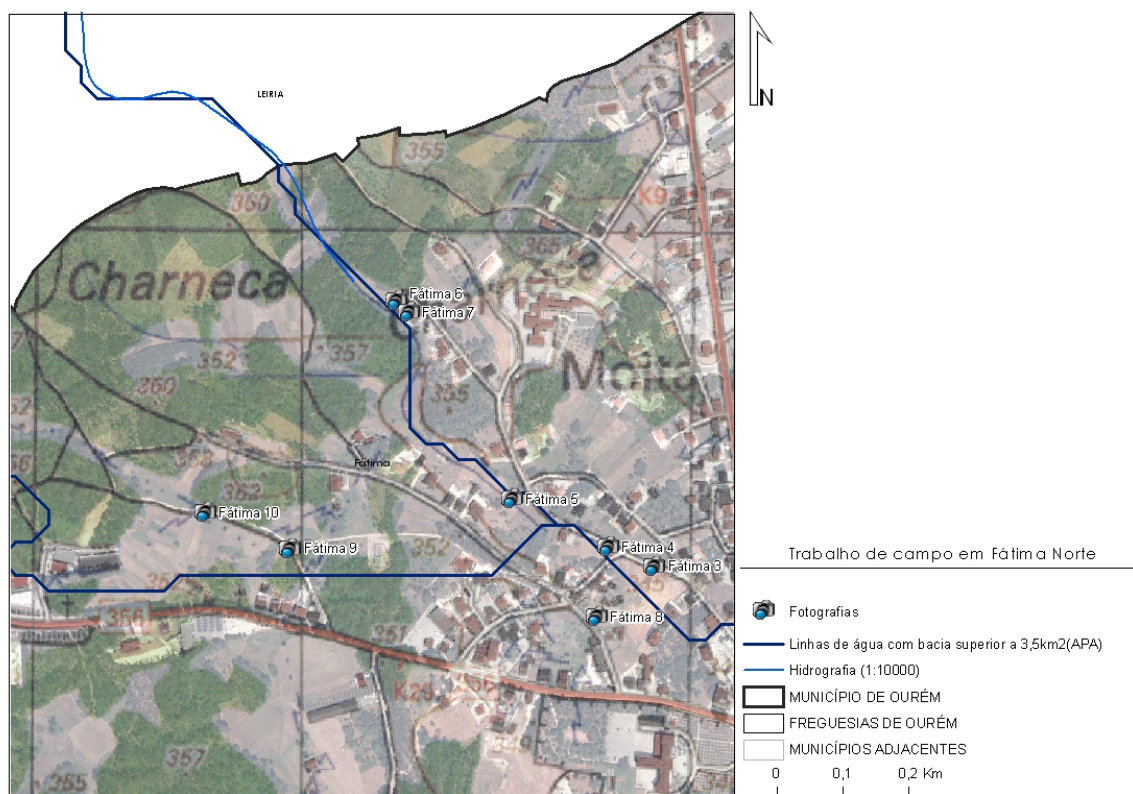 N
LEIRIA
355
K9
360
365
Charneca
Fátima 6
Fátima 7
352
357
Moita
360
355
Fátima
362
Fátima 10
Fátima 5
Fátima 9
352
Fátima 4
Fátima 3
345
Fátima 8
356
351
357
355
Trabalho de campo em Fátima Norte
Fotografias
Linhas de água com bacia superior a 3,5km2(APA)
Hidrografia (1:10000)
MUNICÍPIO DE OURÉM
FREGUESIAS DE OURÉM
MUNICÍPIOS ADJACENTES
0 0,1 0,2 Km